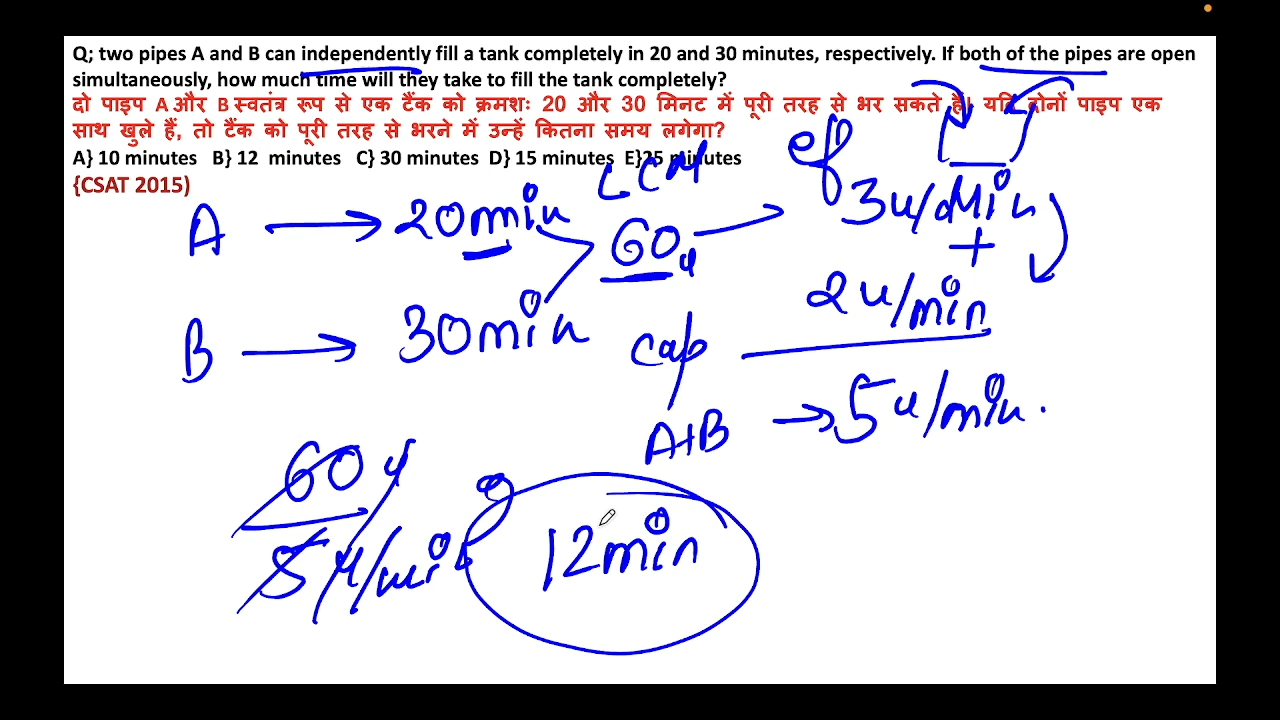 Q; two pipes A and B can independently fill a tank completely in 20 and 30 minutes, respectively. If both of the pipes are open
simultaneously, how much time will they take to fill the tank completely?
दो पाइप A और B स्वतंत्र रूप से एक टैंक को क्रमशः 20 और 30 मिनट में पूरी तरह से भर सकते हैं। यदि दोनों पाइप एक
साथ खुले हैं, तो टैंक को पूरी तरह से भरने में उन्हें कितना समय लगेगा?
A} 10 minutes B} 12 minutes C} 30 minutes D} 15 minutes E}25 minutes
{CSAT 2015)
LCM ef
A → 20min 60u 3u/Min
+
B → 30min cap 2u/min
A+B → 5u/min.
60u
5u/min
12min